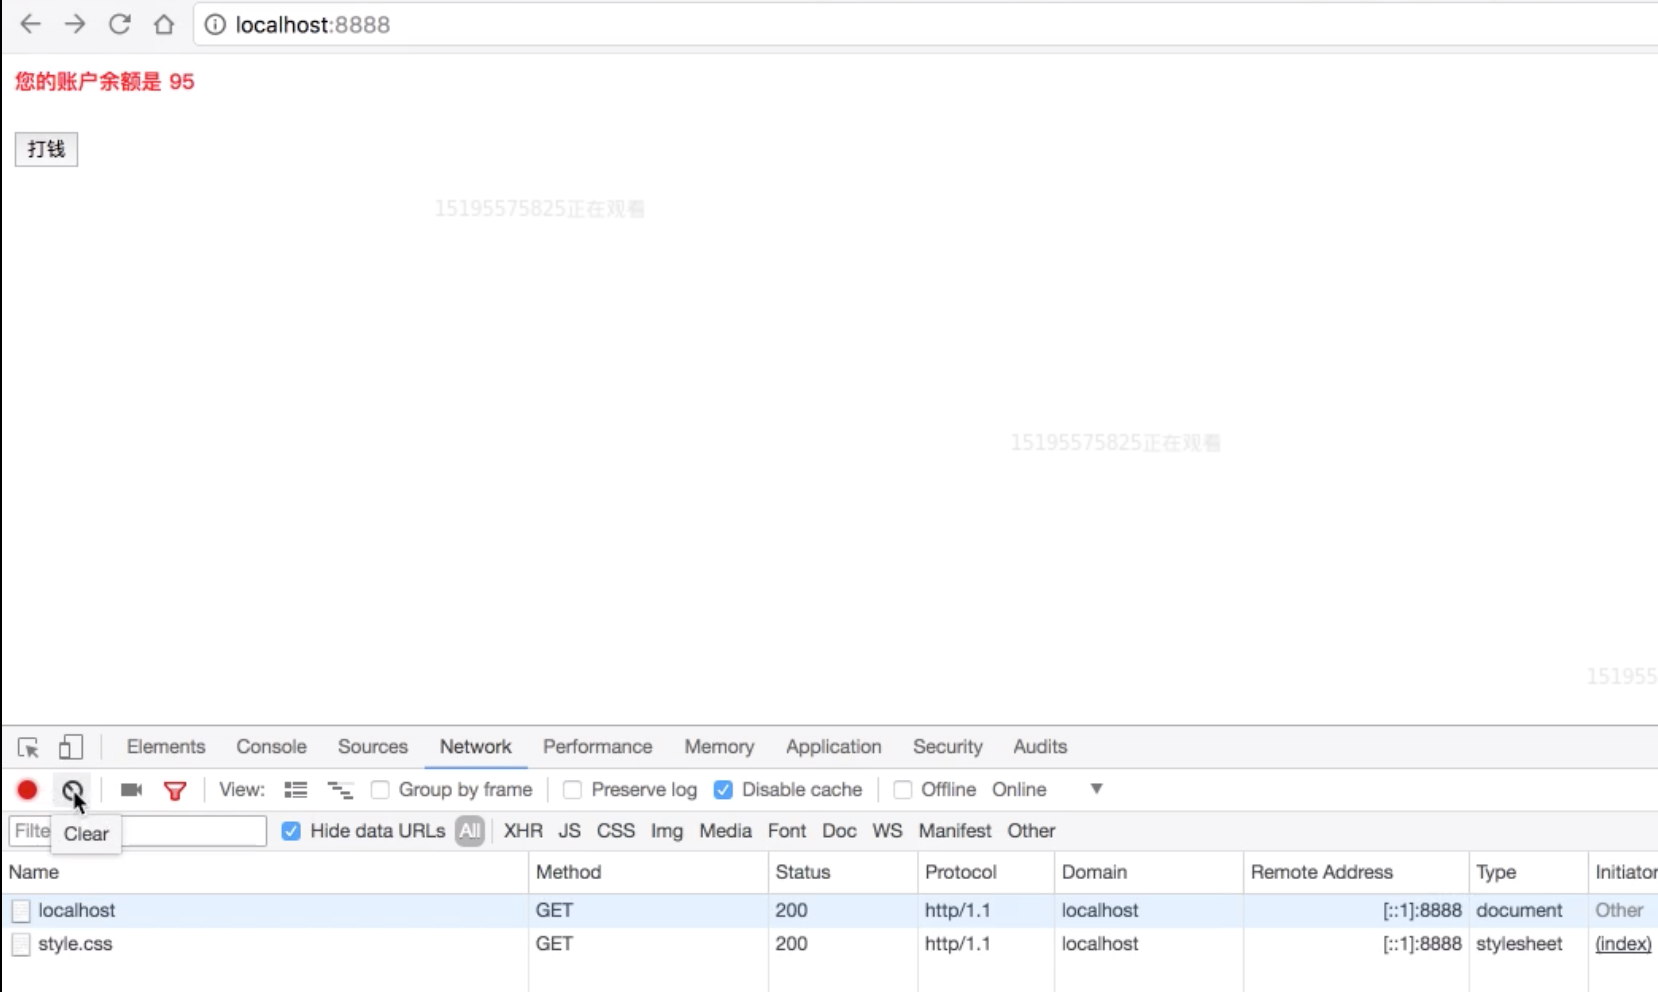 localhost:8888
您的账户余额是 95
打钱
15195575825正在观看
15195575825正在观看
151955
Elements Console Sources Network Performance Memory Application Security Audits
View: Group by frame Preserve log Disable cache Offline Online
Filte Clear Hide data URLs All XHR JS CSS Img Media Font Doc WS Manifest Other
Name Method Status Protocol Domain Remote Address Type Initiator
localhost GET 200 http/1.1 localhost [::1]:8888 document Other
style.css GET 200 http/1.1 localhost [::1]:8888 stylesheet (index)